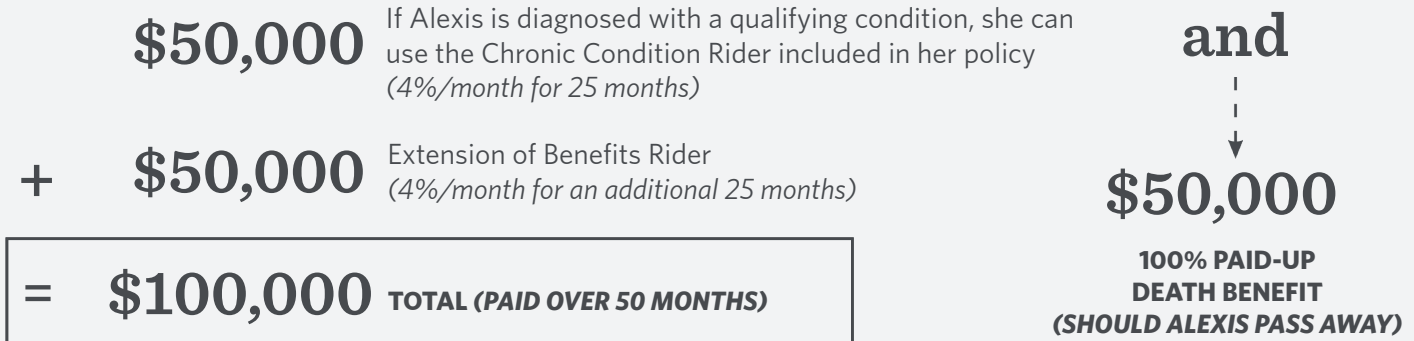 $50,000
If Alexis is diagnosed with a qualifying condition, she can
use the Chronic Condition Rider included in her policy
(4%/month for 25 months)
+ $50,000
Extension of Benefits Rider
(4%/month for an additional 25 months)
= $100,000 TOTAL (PAID OVER 50 MONTHS)
and
$50,000
100% PAID-UP
DEATH BENEFIT
(SHOULD ALEXIS PASS AWAY)